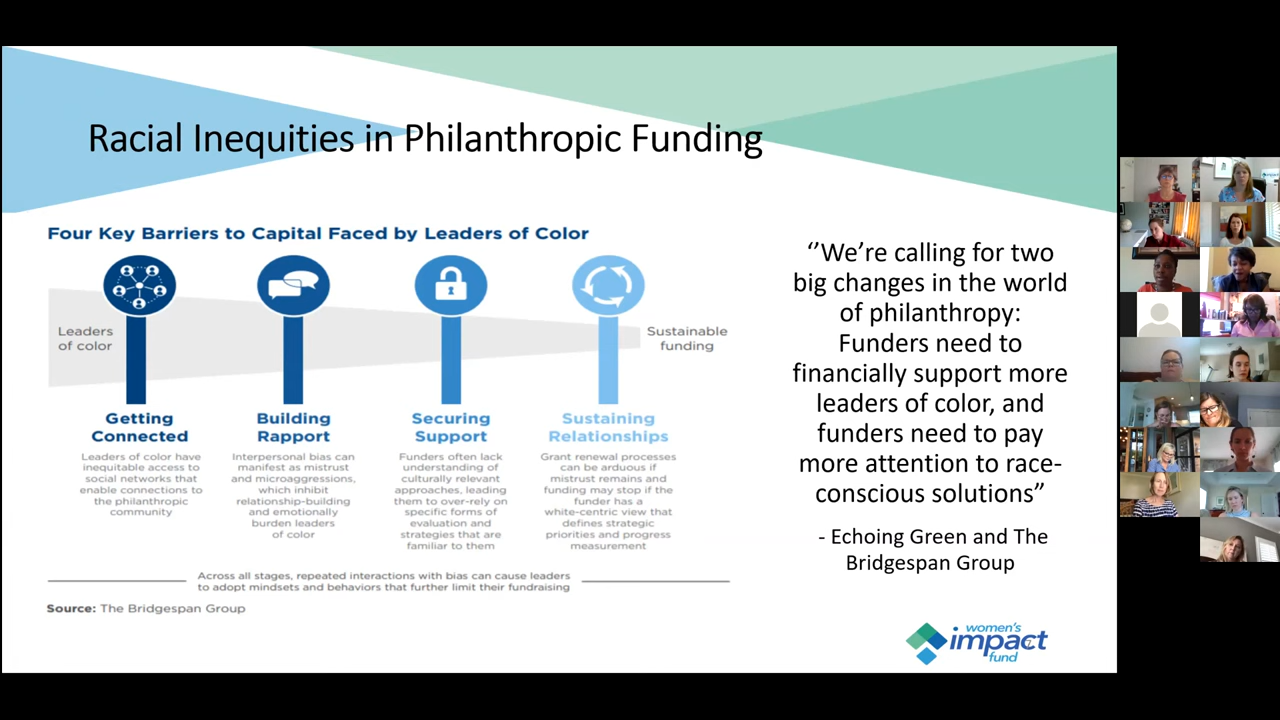 Racial Inequities in Philanthropic Funding
Four Key Barriers to Capital Faced by Leaders of Color
Leaders
of color
Sustainable
funding
Getting
Connected
Leaders of color have
inequitable access to
social networks that
enable connections to
the philanthropic
community
Building
Rapport
Interpersonal bias can
manifest as mistrust
and microaggressions,
which inhibit
relationship-building
and emotionally
burden leaders
of color
Securing
Support
Funders often lack
understanding of
culturally relevant
approaches, leading
them to over-rely on
specific forms of
evaluation and
strategies that are
familiar to them
Sustaining
Relationships
Grant renewal processes
can be arduous if
mistrust remains and
funding may stop if the
funder has a
white-centric view that
defines strategic
priorities and progress
measurement
Across all stages, repeated interactions with bias can cause leaders
to adopt mindsets and behaviors that further limit their fundraising
Source: The Bridgespan Group
‘’We’re calling for two
big changes in the world
of philanthropy:
Funders need to
financially support more
leaders of color, and
funders need to pay
more attention to race-
conscious solutions”
- Echoing Green and The
Bridgespan Group
women's
impact
fund